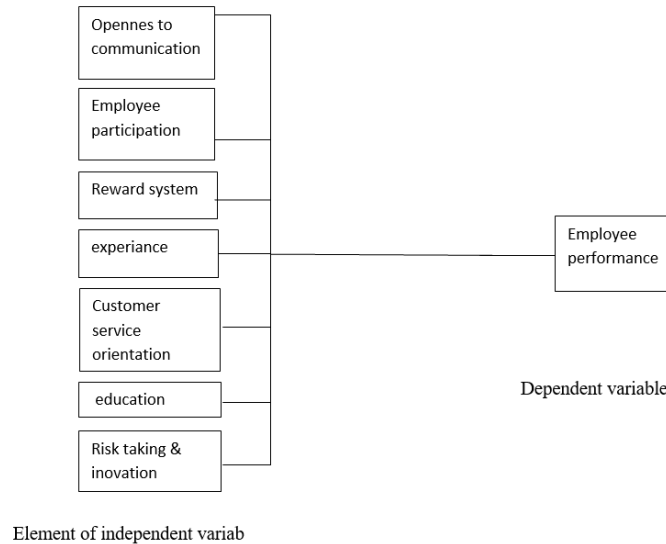 Opennes to
communication
Employee
participation
Reward system
experiance
Customer
service
orientation
education
Risk taking &
inovation
Employee
performance
Dependent variable
Element of independent variab